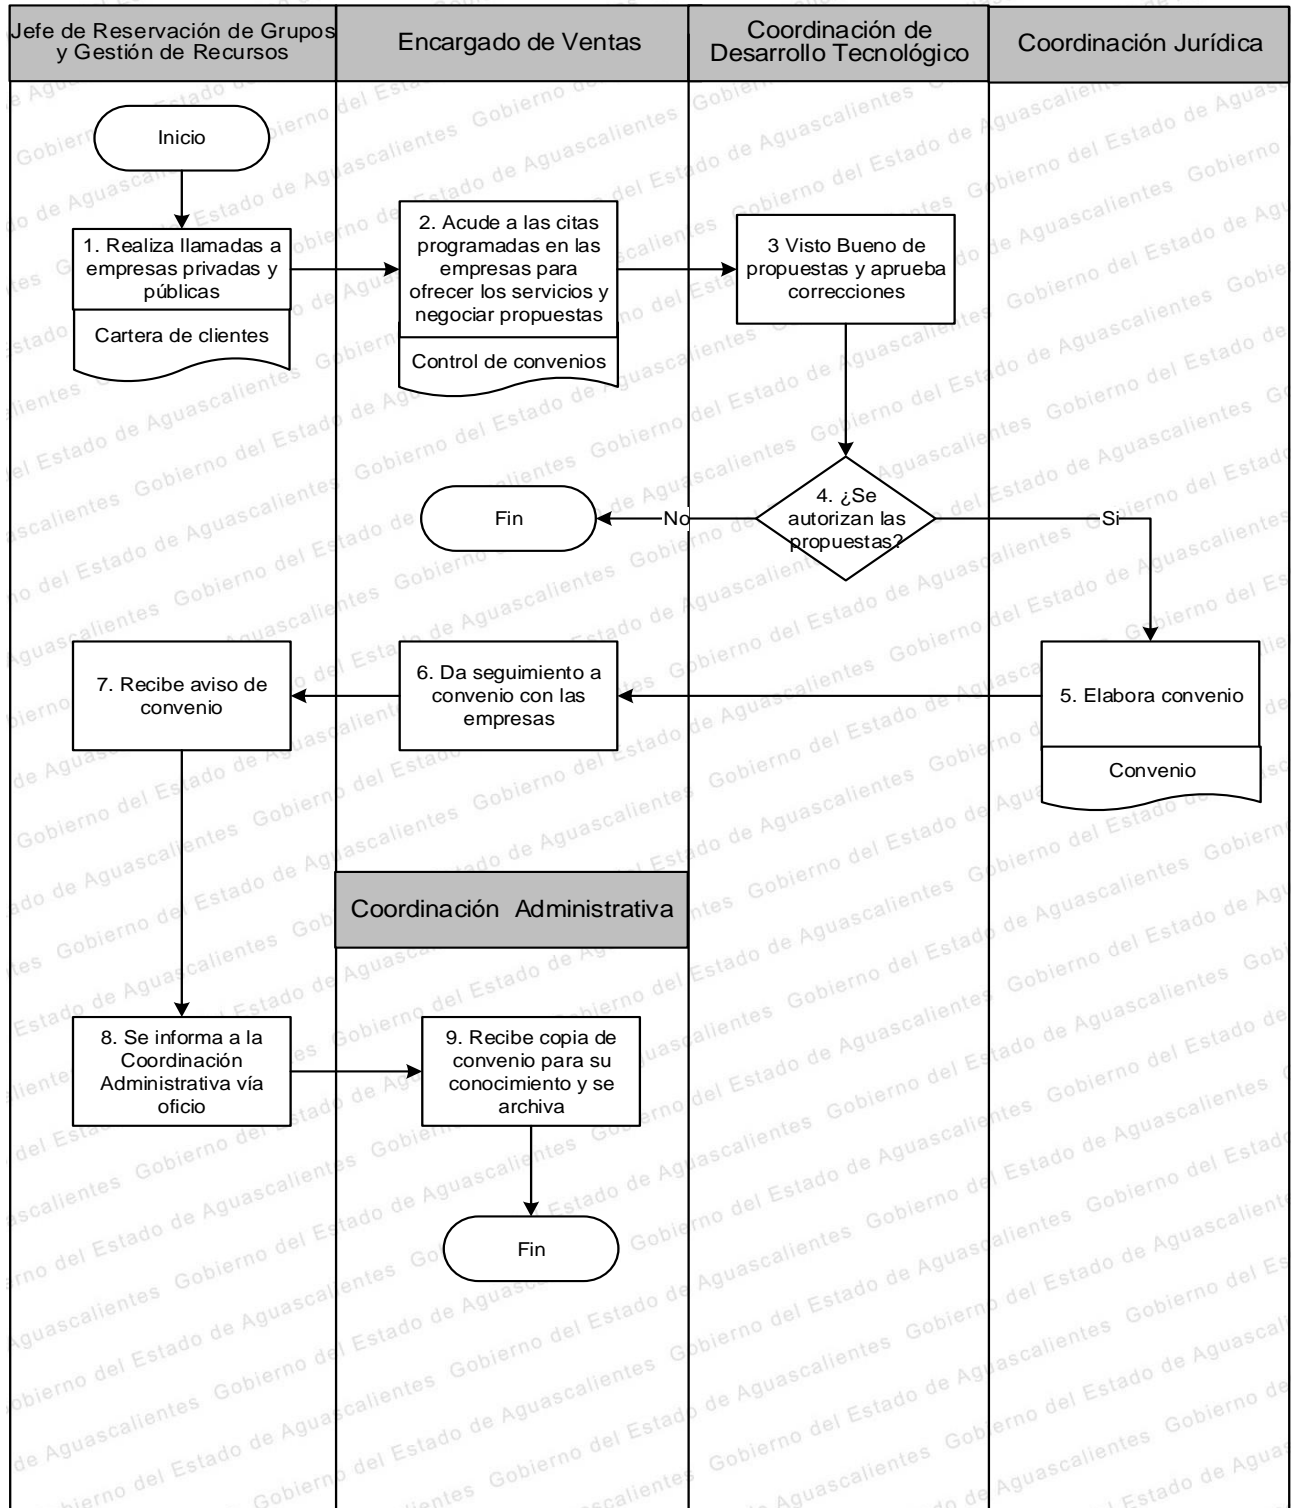 Jefe de Reservación de Grupos
y Gestión de Recursos
Encargado de Ventas
Coordinación de
Desarrollo Tecnológico
Coordinación Jurídica
Inicio
1. Realiza llamadas a
empresas privadas y
públicas
Cartera de clientes
2. Acude a las citas
programadas en las
empresas para
ofrecer los servicios y
negociar propuestas
Control de convenios
3 Visto Bueno de
propuestas y aprueba
correcciones
4. ¿Se
autorizan las
propuestas?
No
Fin
Si
5. Elabora convenio
Convenio
6. Da seguimiento a
convenio con las
empresas
7. Recibe aviso de
convenio
Coordinación Administrativa
8. Se informa a la
Coordinación
Administrativa vía
oficio
9. Recibe copia de
convenio para su
conocimiento y se
archiva
Fin
Gobierno del Estado de Aguascalientes